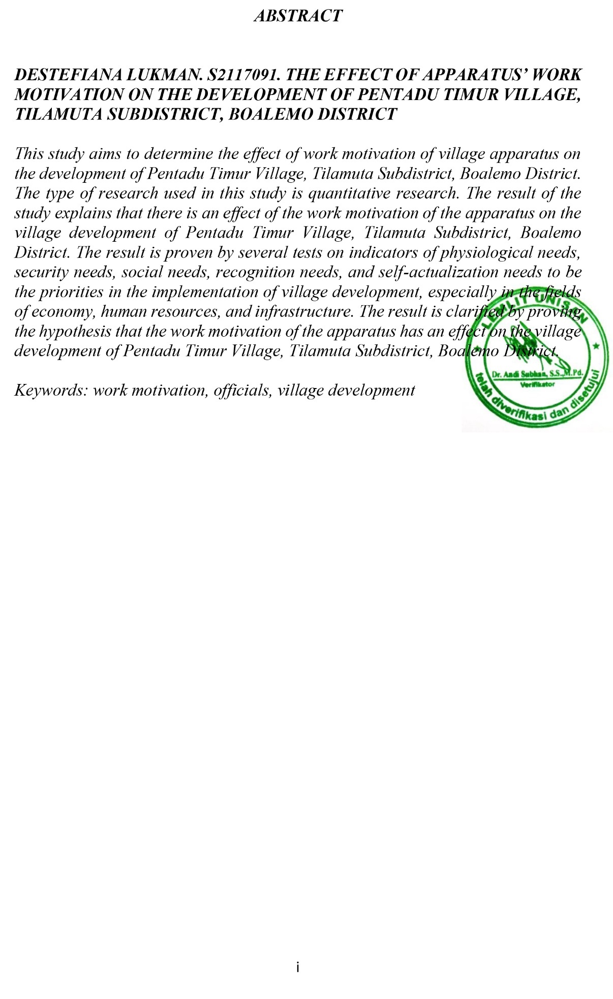 ABSTRACT
DESTEFIANA LUKMAN. S2117091. THE EFFECT OF APPARATUS’ WORK
MOTIVATION ON THE DEVELOPMENT OF PENTADU TIMUR VILLAGE,
TILAMUTA SUBDISTRICT, BOALEMO DISTRICT
This study aims to determine the effect of work motivation of village apparatus on
the development of Pentadu Timur Village, Tilamuta Subdistrict, Boalemo District.
The type of research used in this study is quantitative research. The result of the
study explains that there is an effect of the work motivation of the apparatus on the
village development of Pentadu Timur Village, Tilamuta Subdistrict, Boalemo
District. The result is proven by several tests on indicators of physiological needs,
security needs, social needs, recognition needs, and self-actualization needs to be
the priorities in the implementation of village development, especially in the fields
of economy, human resources, and infrastructure. The result is clarified by proving
the hypothesis that the work motivation of the apparatus has an effect on the village
development of Pentadu Timur Village, Tilamuta Subdistrict, Boalemo District.
Keywords: work motivation, officials, village development
LEMLIT UNISAN
Dr. Andi Subhan, S.S.,M.Pd.
Verifikator
telah diverifikasi dan disetujui
i